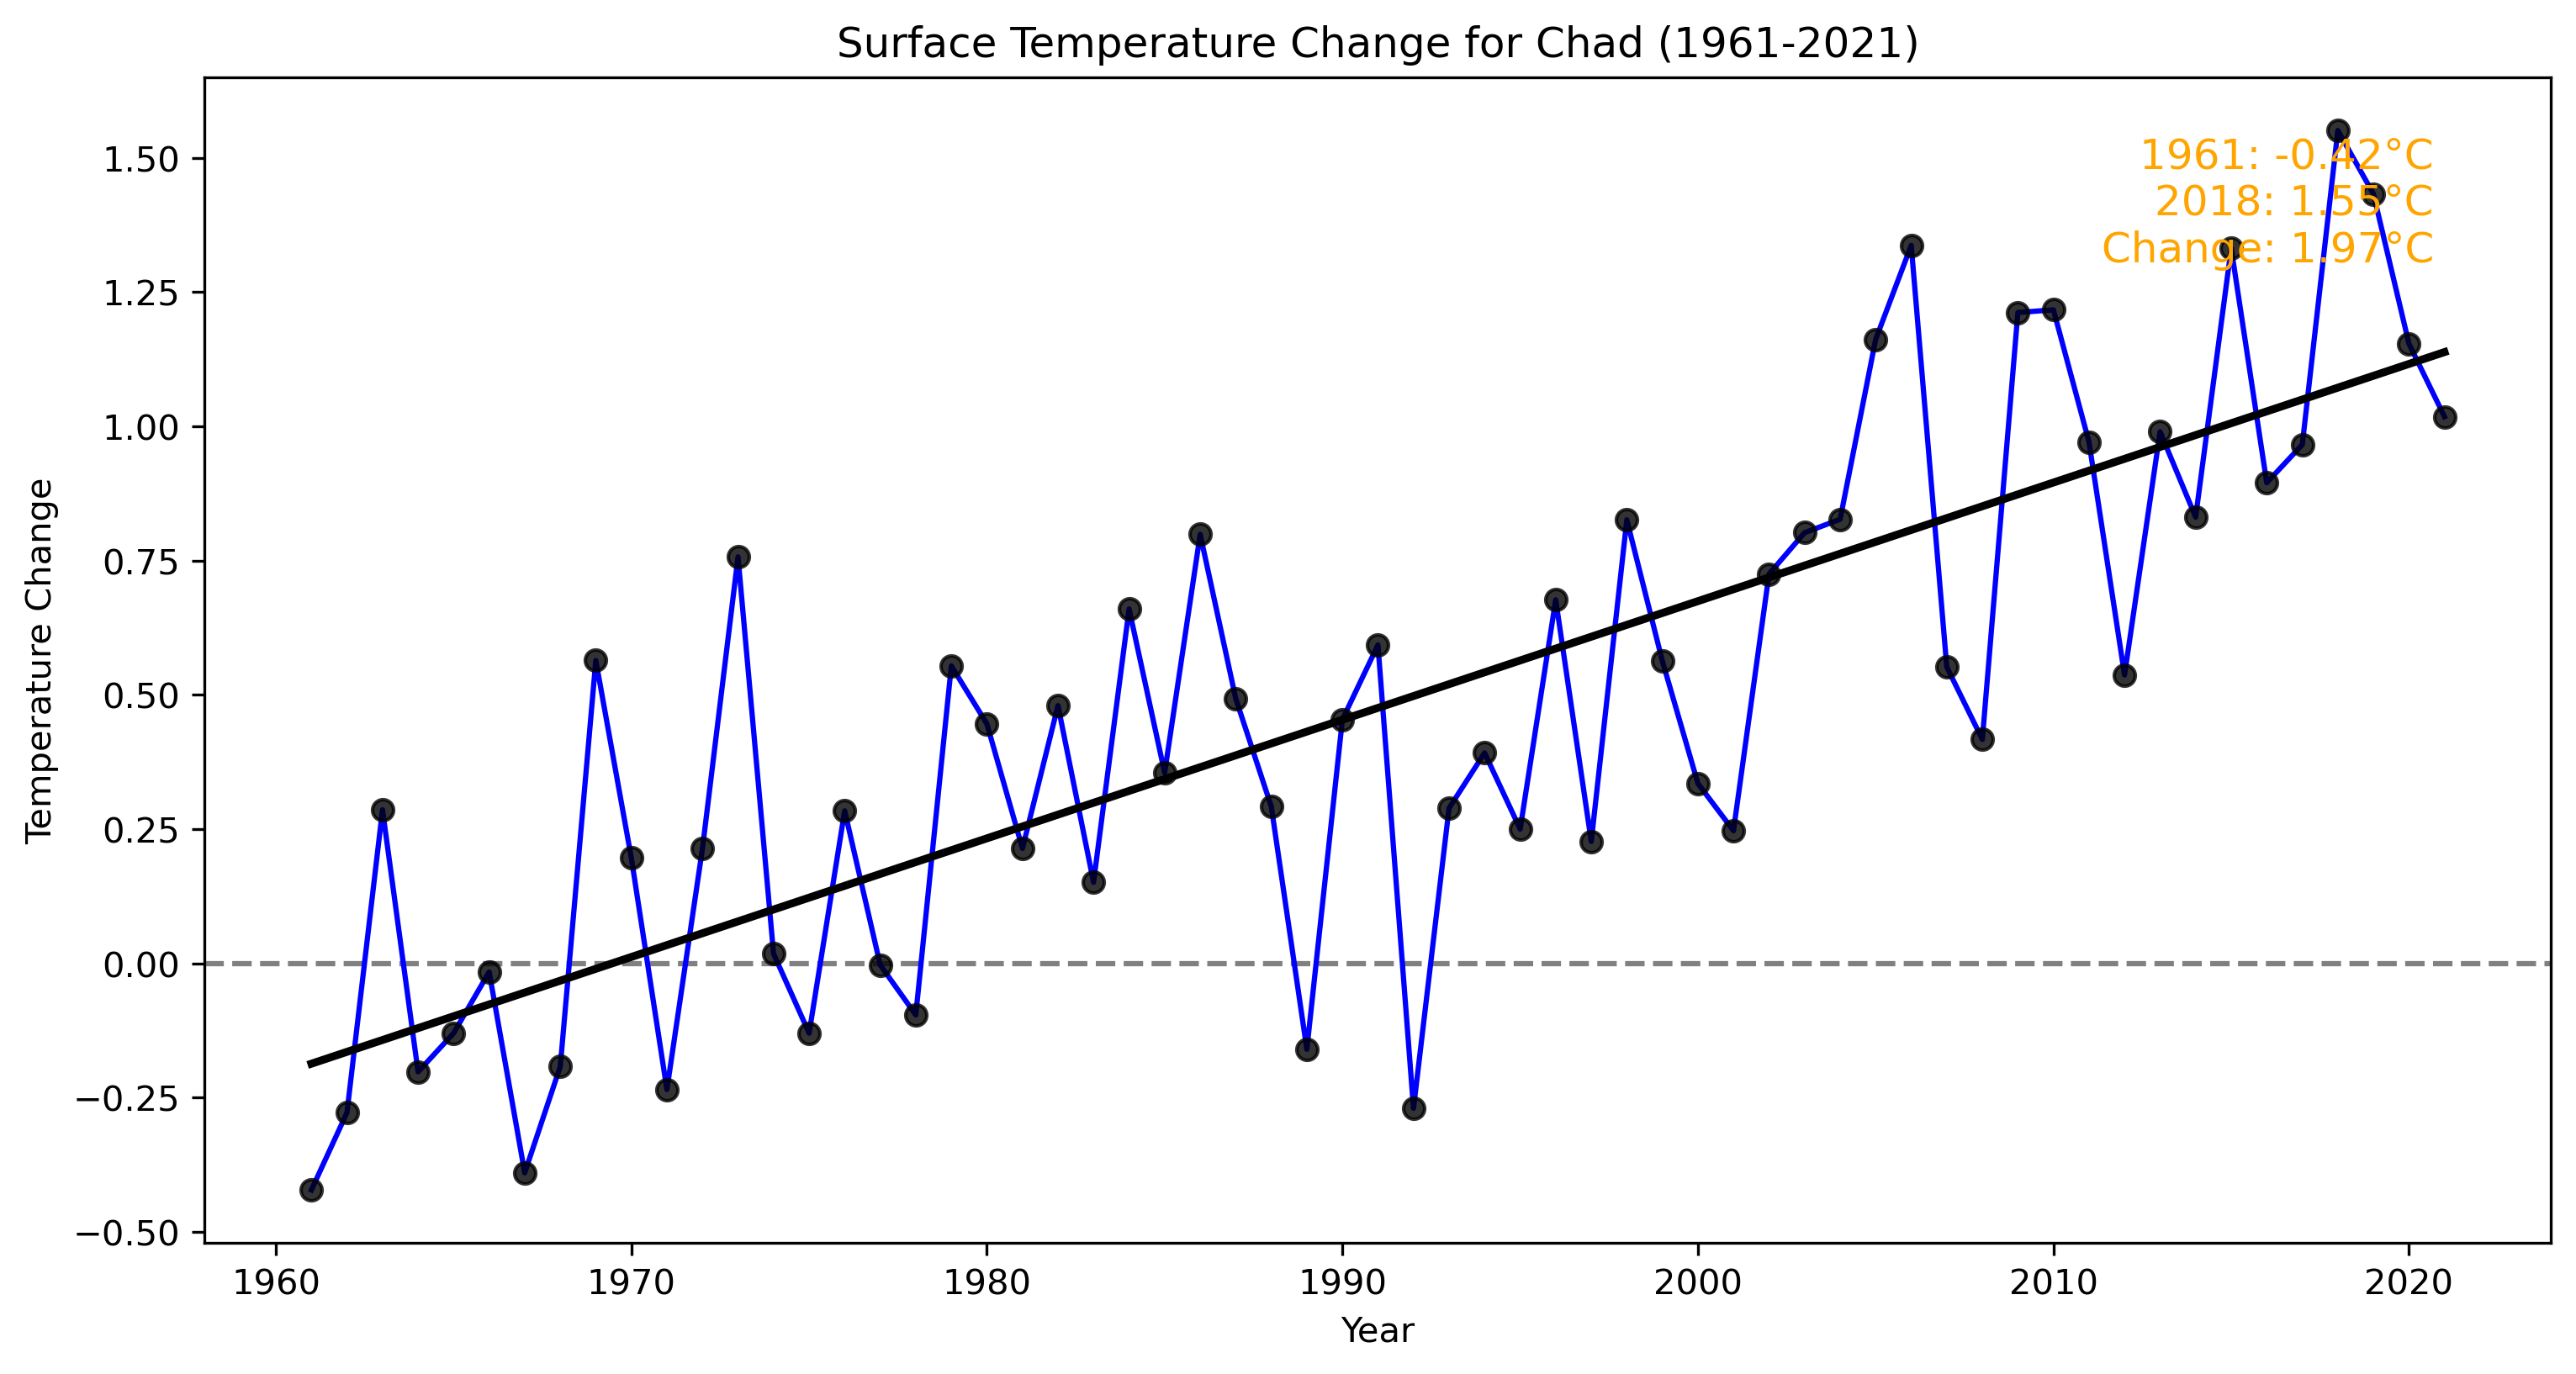 Surface Temperature Change for Chad (1961-2021)
1961: -0.42°C
2018: 1.55°C
Change: 1.97°C
Temperature Change
1.50
1.25
1.00
0.75
0.50
0.25
0.00
−0.25
−0.50
1960 1970 1980 1990 2000 2010 2020
Year